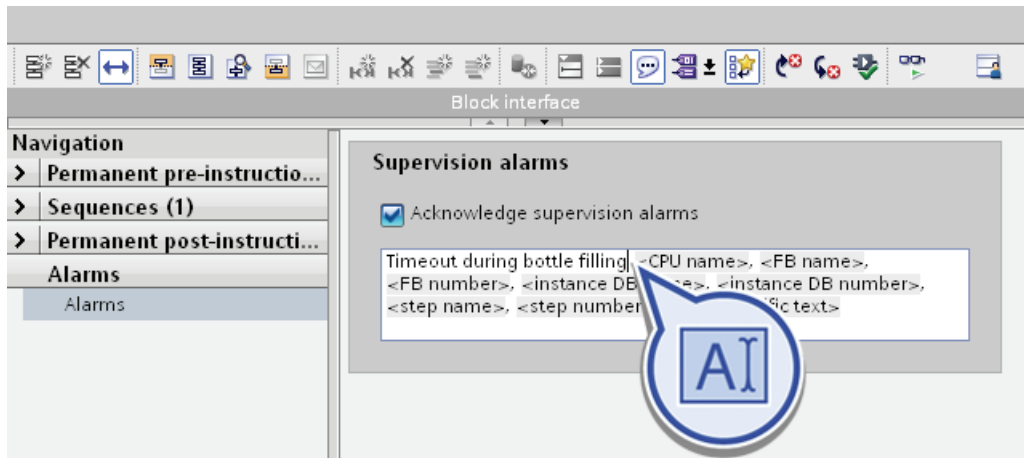 Block interface
Navigation
Permanent pre-instructio...
Sequences (1)
Permanent post-instructi...
Alarms
Alarms
Supervision alarms
Acknowledge supervision alarms
Timeout during bottle filling, <CPU name>, <FB name>,
<FB number>, <instance DB <instance DB number>,
<step name>, <step number text>
AI